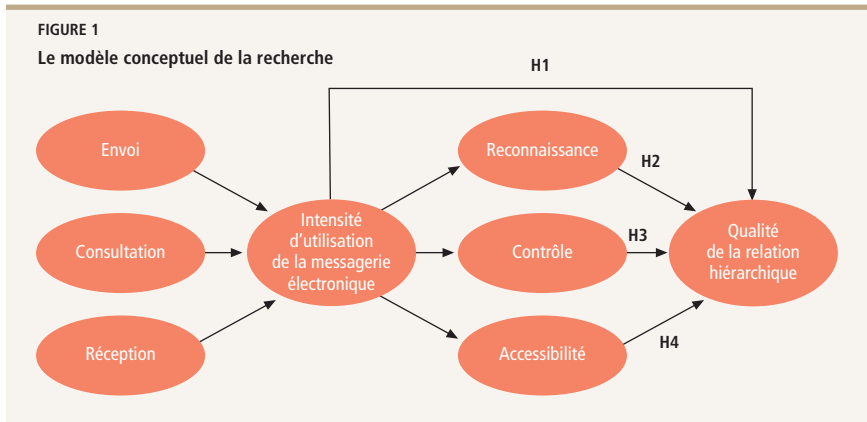 FIGURE 1
Le modèle conceptuel de la recherche
H1
Envoi
Reconnaissance
H2
Consultation
Intensité
d'utilisation
de la messagerie
électronique
Contrôle
H3
Qualité
de la relation
hiérarchique
Réception
Accessibilité
H4